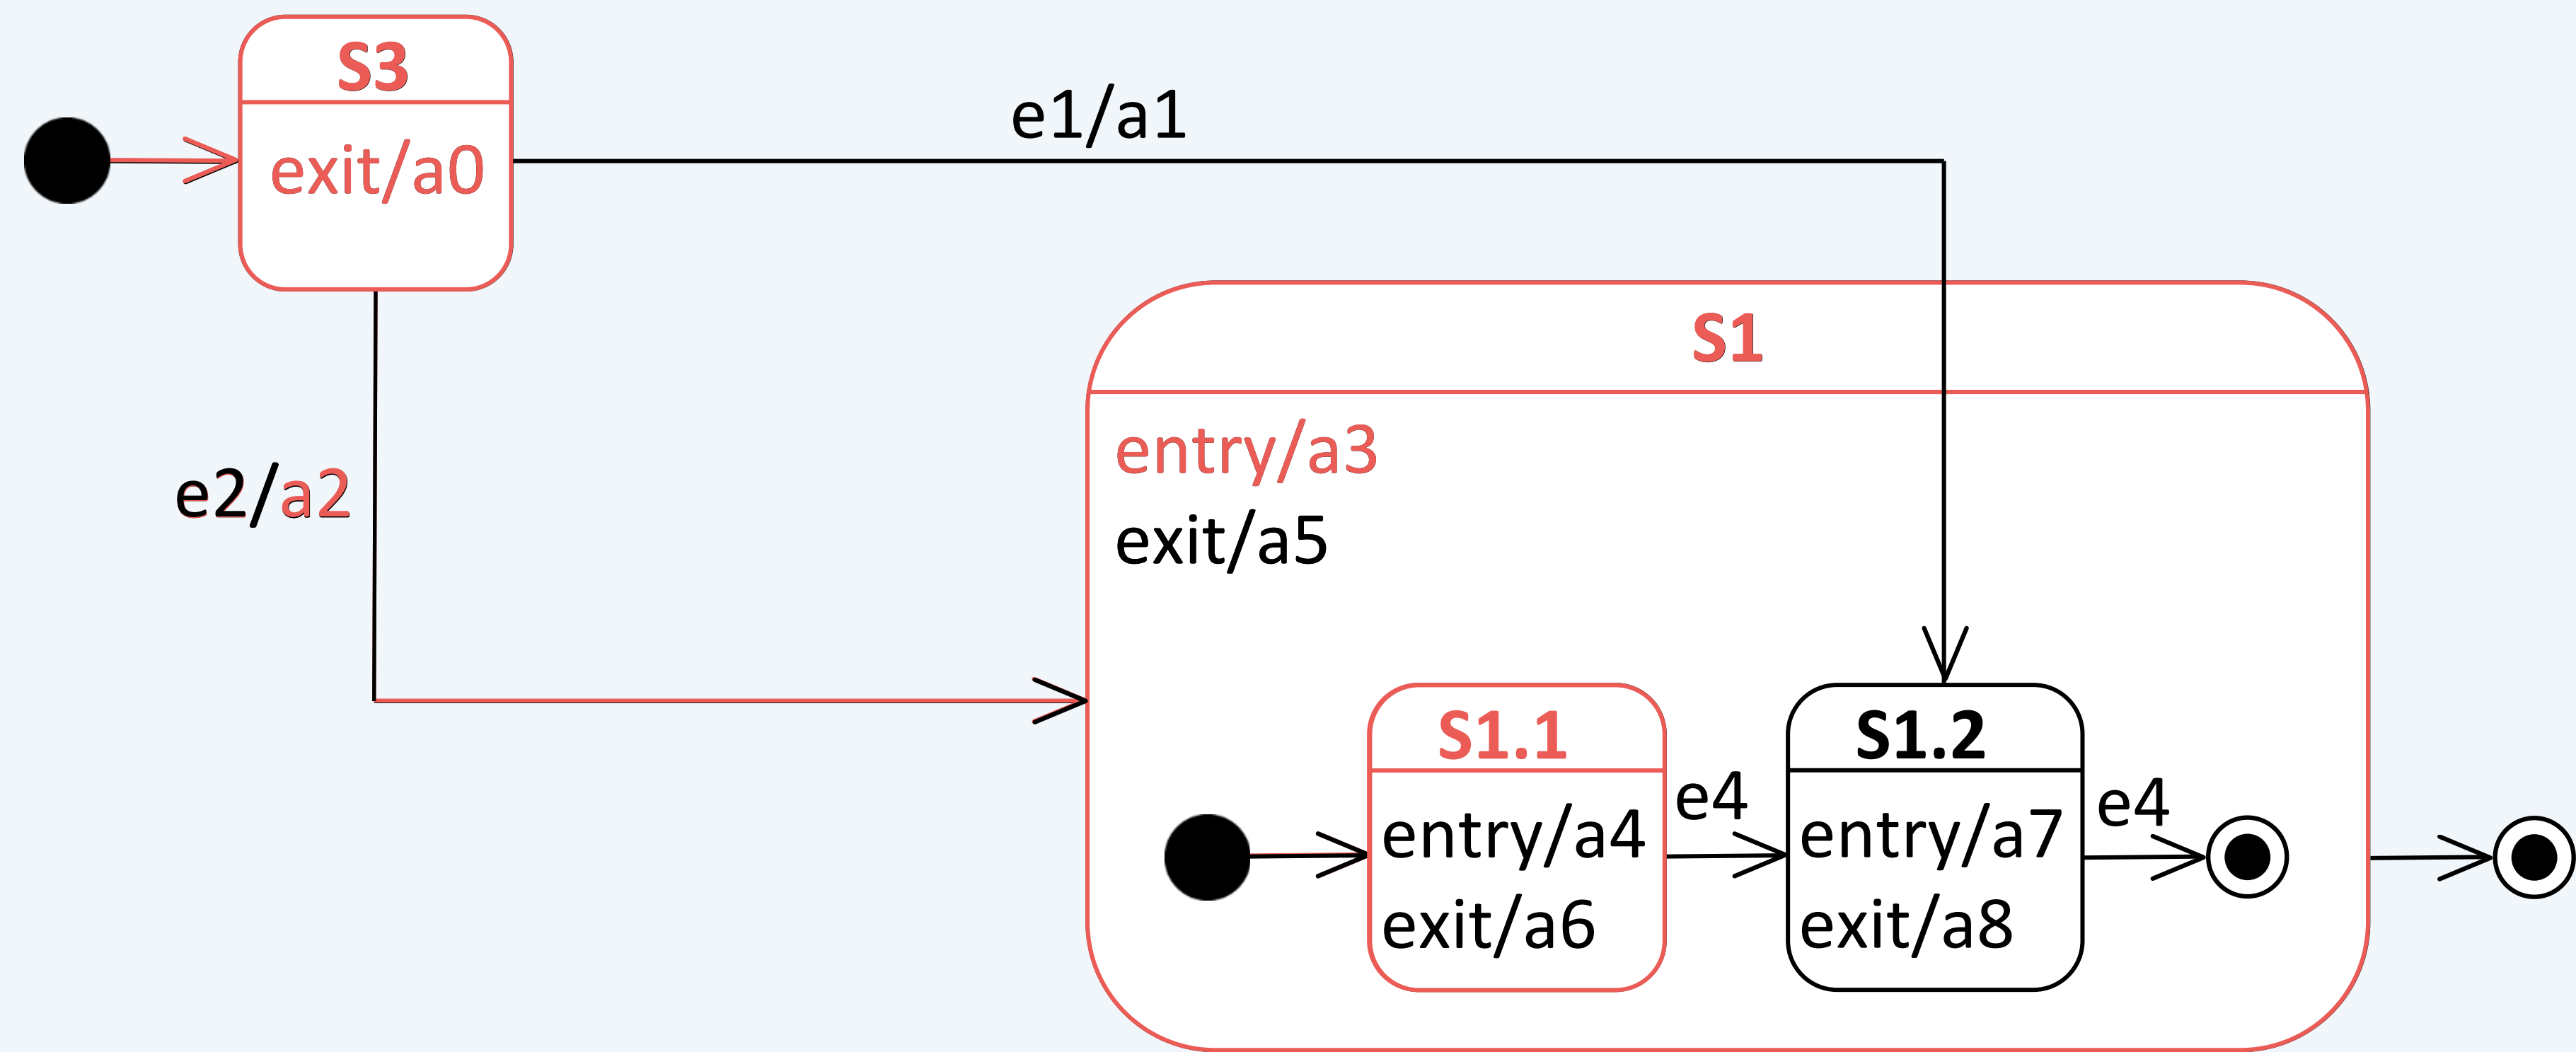 S3
exit/a0
e1/a1
S1
entry/a3
exit/a5
e2/a2
S1.1
entry/a4
exit/a6
e4
S1.2
entry/a7
exit/a8
e4